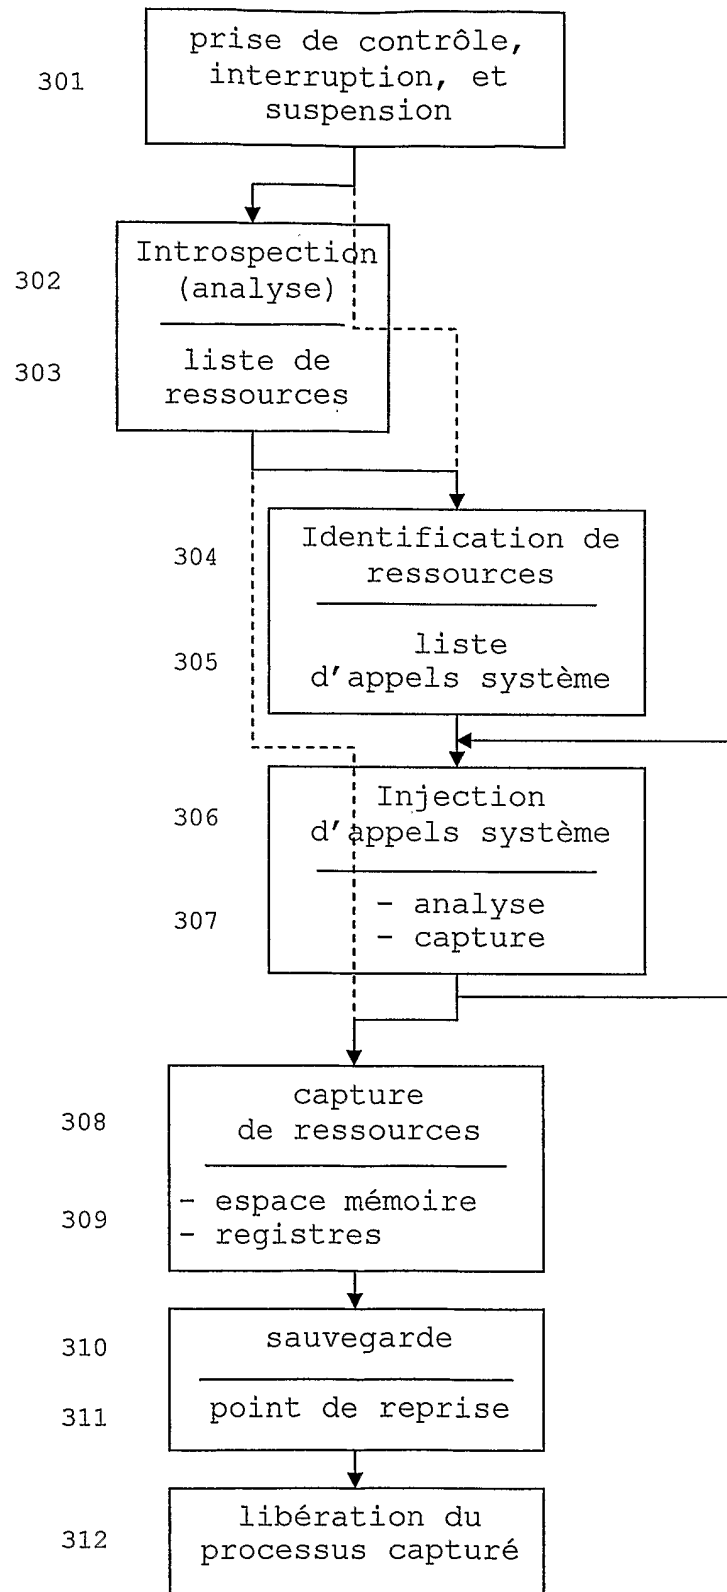 prise de contrôle,
301
interruption, et
suspension
Introspection
302
(analyse)
303
liste de
ressources
304
Identification de
ressources
305
liste
d'appels système
306
Injection
d'appels système
307
- analyse
- capture
308
capture
de ressources
309
- espace mémoire
- registres
310
sauvegarde
311
point de reprise
312
libération du
processus capturé